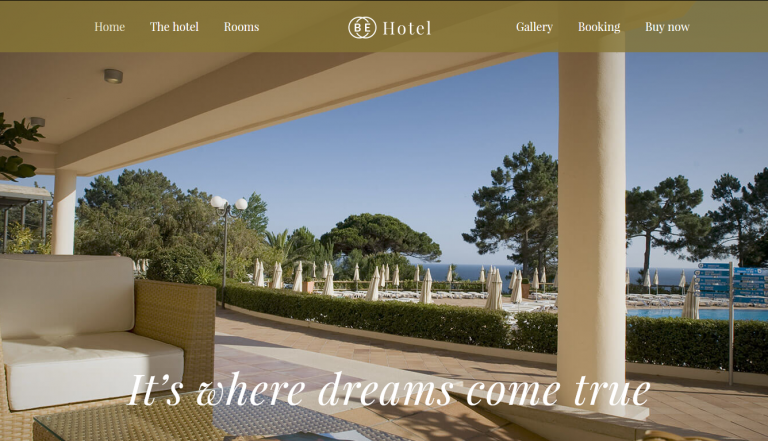 Home The hotel Rooms BE Hotel Gallery Booking Buy now
It's where dreams come true